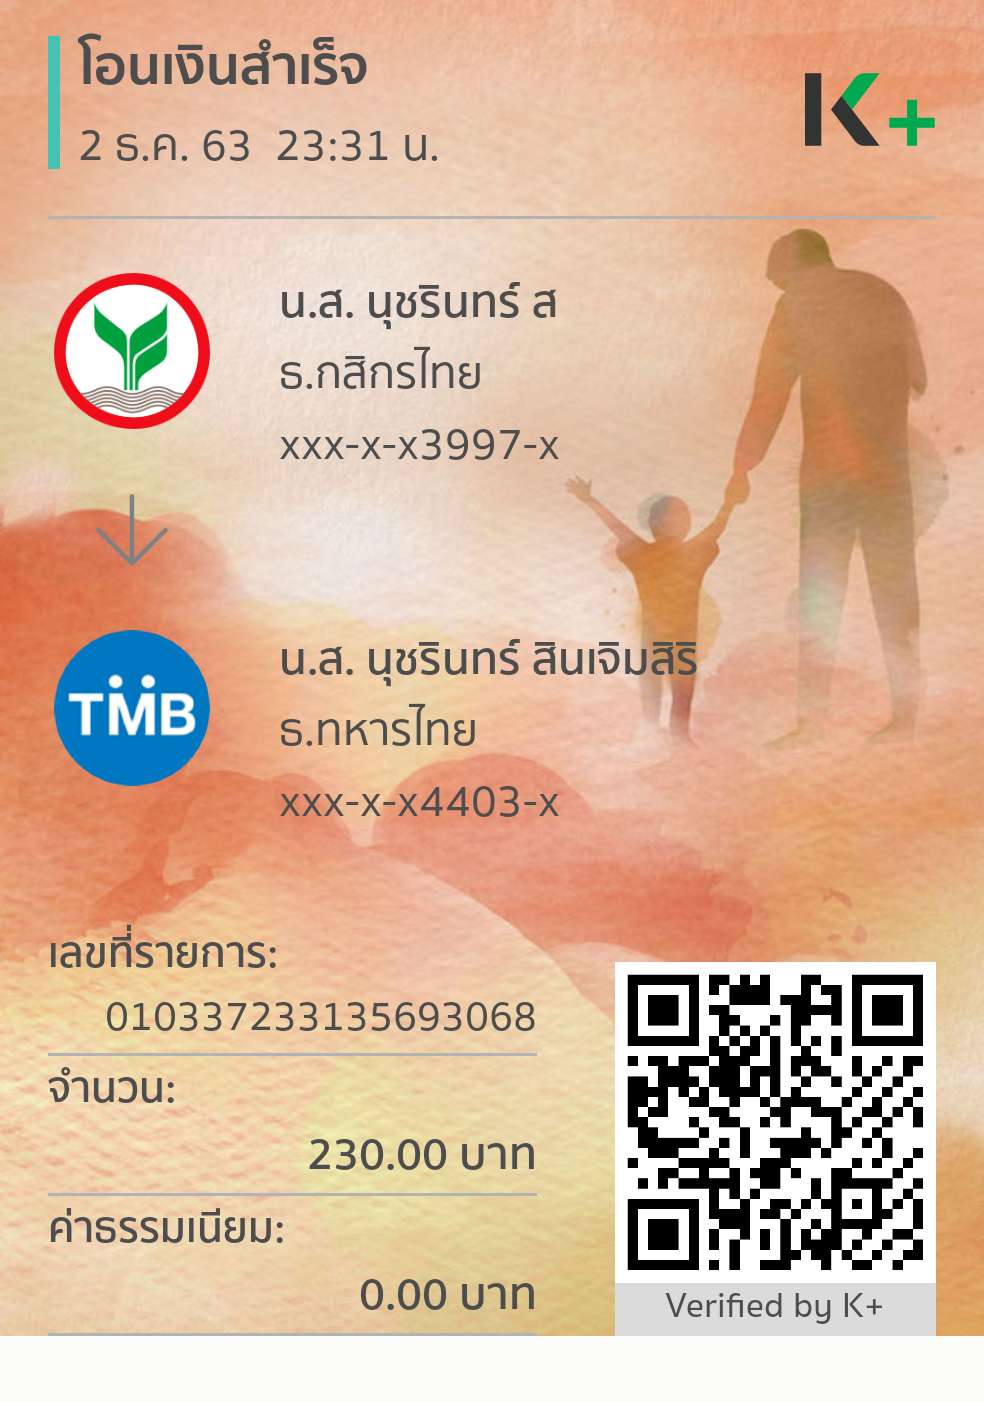 โอนเงินสำเร็จ
2 ธ.ค. 63 23:31 น.
K+
น.ส. นุชรินทร์ ส
ธ.กสิกรไทย
xxx-x-x3997-x
TMB
น.ส. นุชรินทร์ สินเจิมสิริ
ธ.ทหารไทย
xxx-x-x4403-x
เลขที่รายการ:
010337233135693068
จำนวน:
230.00 บาท
ค่าธรรมเนียม:
0.00 บาท
Verified by K+